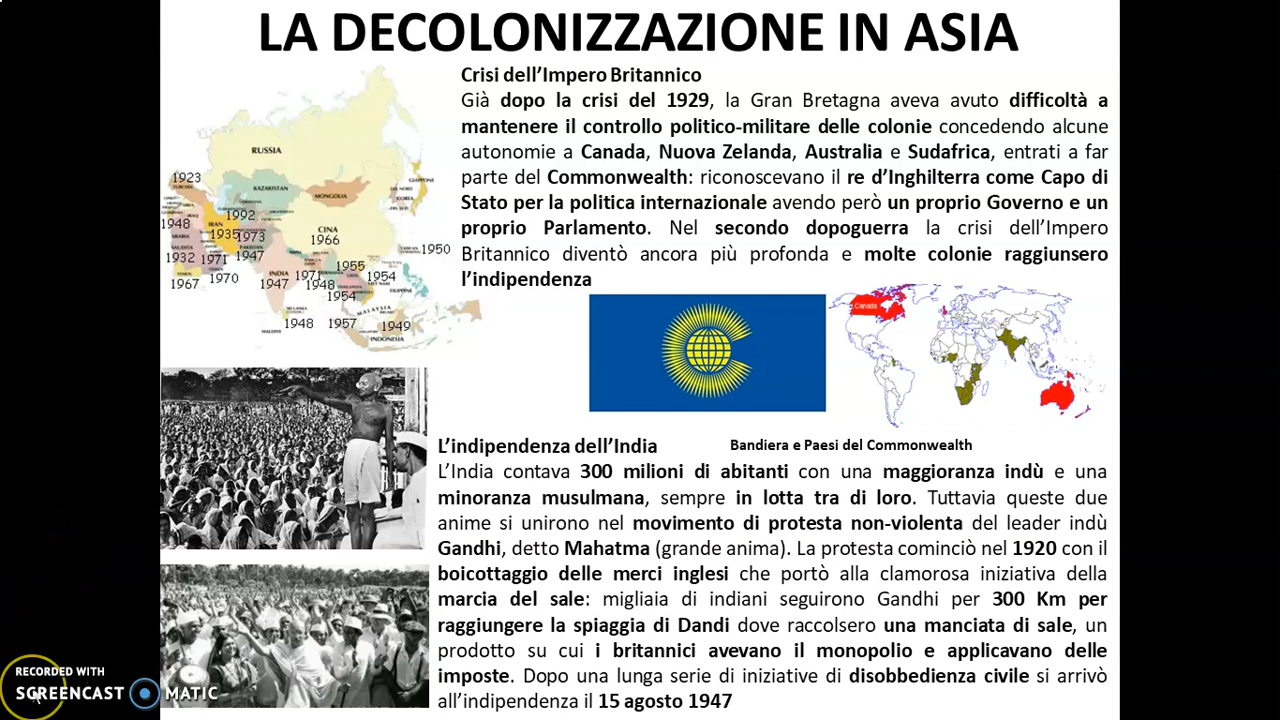 LA DECOLONIZZAZIONE IN ASIA
Crisi dell’Impero Britannico
Già dopo la crisi del 1929, la Gran Bretagna aveva avuto difficoltà a
mantenere il controllo politico-militare delle colonie concedendo alcune
autonomie a Canada, Nuova Zelanda, Australia e Sudafrica, entrati a far
parte del Commonwealth: riconoscevano il re d’Inghilterra come Capo di
Stato per la politica internazionale avendo però un proprio Governo e un
proprio Parlamento. Nel secondo dopoguerra la crisi dell’Impero
Britannico diventò ancora più profonda e molte colonie raggiunsero
l’indipendenza
RUSSIA
1923
KAZAKISTAN
MONGOLIA
GIAPPONE
1992
COREA
1948
IRAN
1935
1973
CINA
1966
1950
1932
1971
1947
1970
1955
1967
INDIA
1947
1971
1948
1954
1954
FILIPPINE
MALAYSIA
1948
1957
1949
INDONESIA
Canada
L’indipendenza dell’India
Bandiera e Paesi del Commonwealth
L’India contava 300 milioni di abitanti con una maggioranza indù e una
minoranza musulmana, sempre in lotta tra di loro. Tuttavia queste due
anime si unirono nel movimento di protesta non-violenta del leader indù
Gandhi, detto Mahatma (grande anima). La protesta cominciò nel 1920 con il
boicottaggio delle merci inglesi che portò alla clamorosa iniziativa della
marcia del sale: migliaia di indiani seguirono Gandhi per 300 Km per
raggiungere la spiaggia di Dandi dove raccolsero una manciata di sale, un
prodotto su cui i britannici avevano il monopolio e applicavano delle
imposte. Dopo una lunga serie di iniziative di disobbedienza civile si arrivò
all’indipendenza il 15 agosto 1947
RECORDED WITH
SCREENCAST MATIC